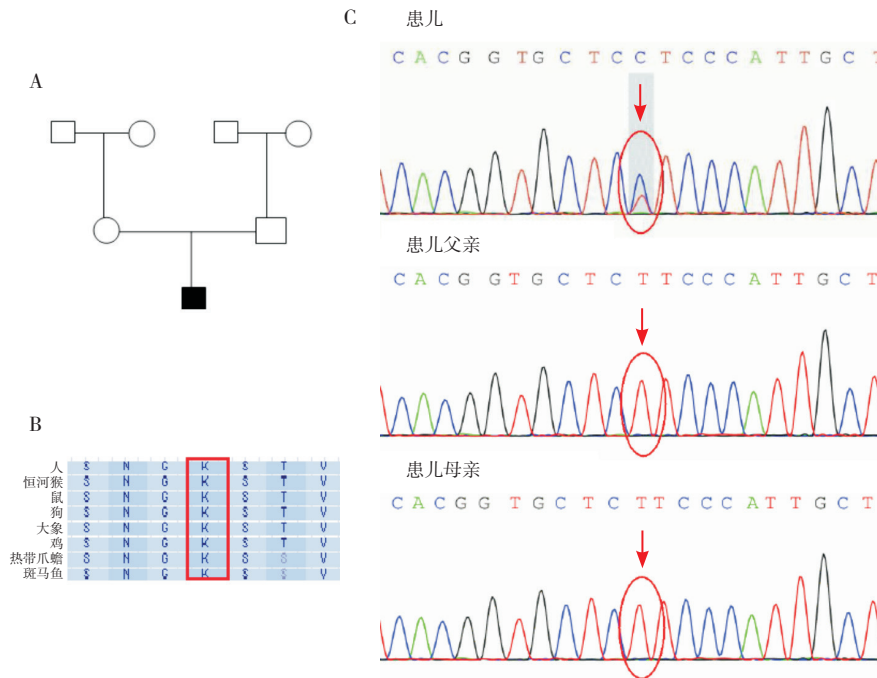 A
B
人 S N G K S T V
恒河猴 S N G K S T V
鼠 S N G K S T V
狗 S N G K S T V
大象 S N G K S T V
鸡 S N G K S T V
热带爪蟾 S N G K S S V
斑马鱼 S N G K S S V
C
患儿
C A C G G T G C T C C T C C C A T T G C T
患儿父亲
C A C G G T G C T C T T C C C A T T G C T
患儿母亲
C A C G G T G C T C T T C C C A T T G C T